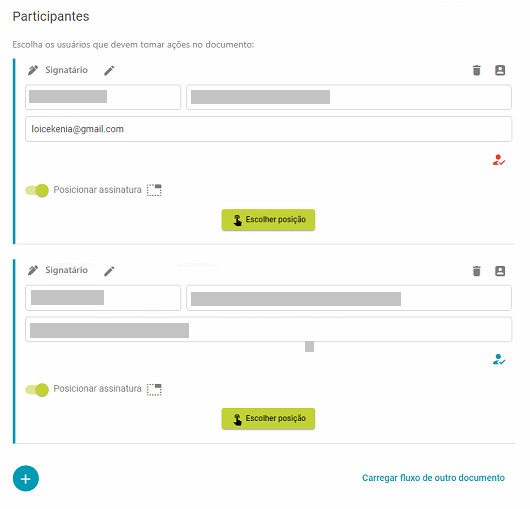 Participantes
Escolha os usuários que devem tomar ações no documento:
Signatário
loicekenia@gmail.com
Posicionar assinatura
Escolher posição
Signatário
Posicionar assinatura
Escolher posição
+
Carregar fluxo de outro documento